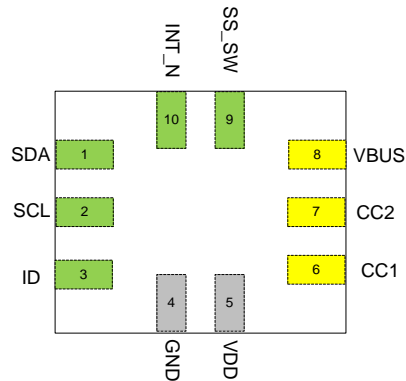 INT_N
SS_SW
10
9
SDA
1
8
VBUS
SCL
2
7
CC2
ID
3
6
CC1
4
5
GND
VDD